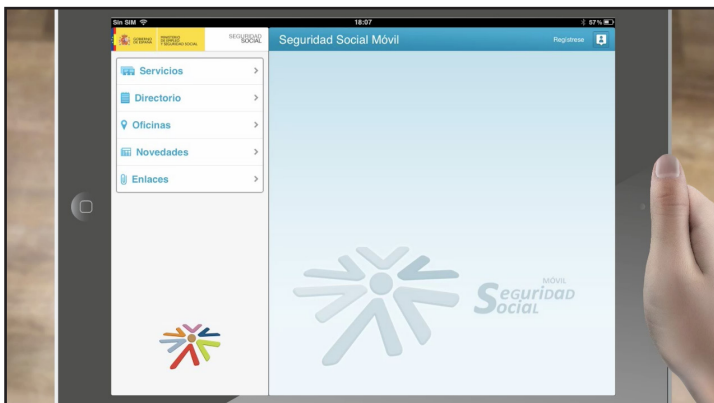 Sin SIM
18:07
57%
GOBIERNO
DE ESPAÑA
MINISTERIO
DE EMPLEO
Y SEGURIDAD SOCIAL
SEGURIDAD
SOCIAL
Seguridad Social Móvil
Regístrese
Servicios
Directorio
Oficinas
Novedades
Enlaces
MÓVIL
Seguridad
Social